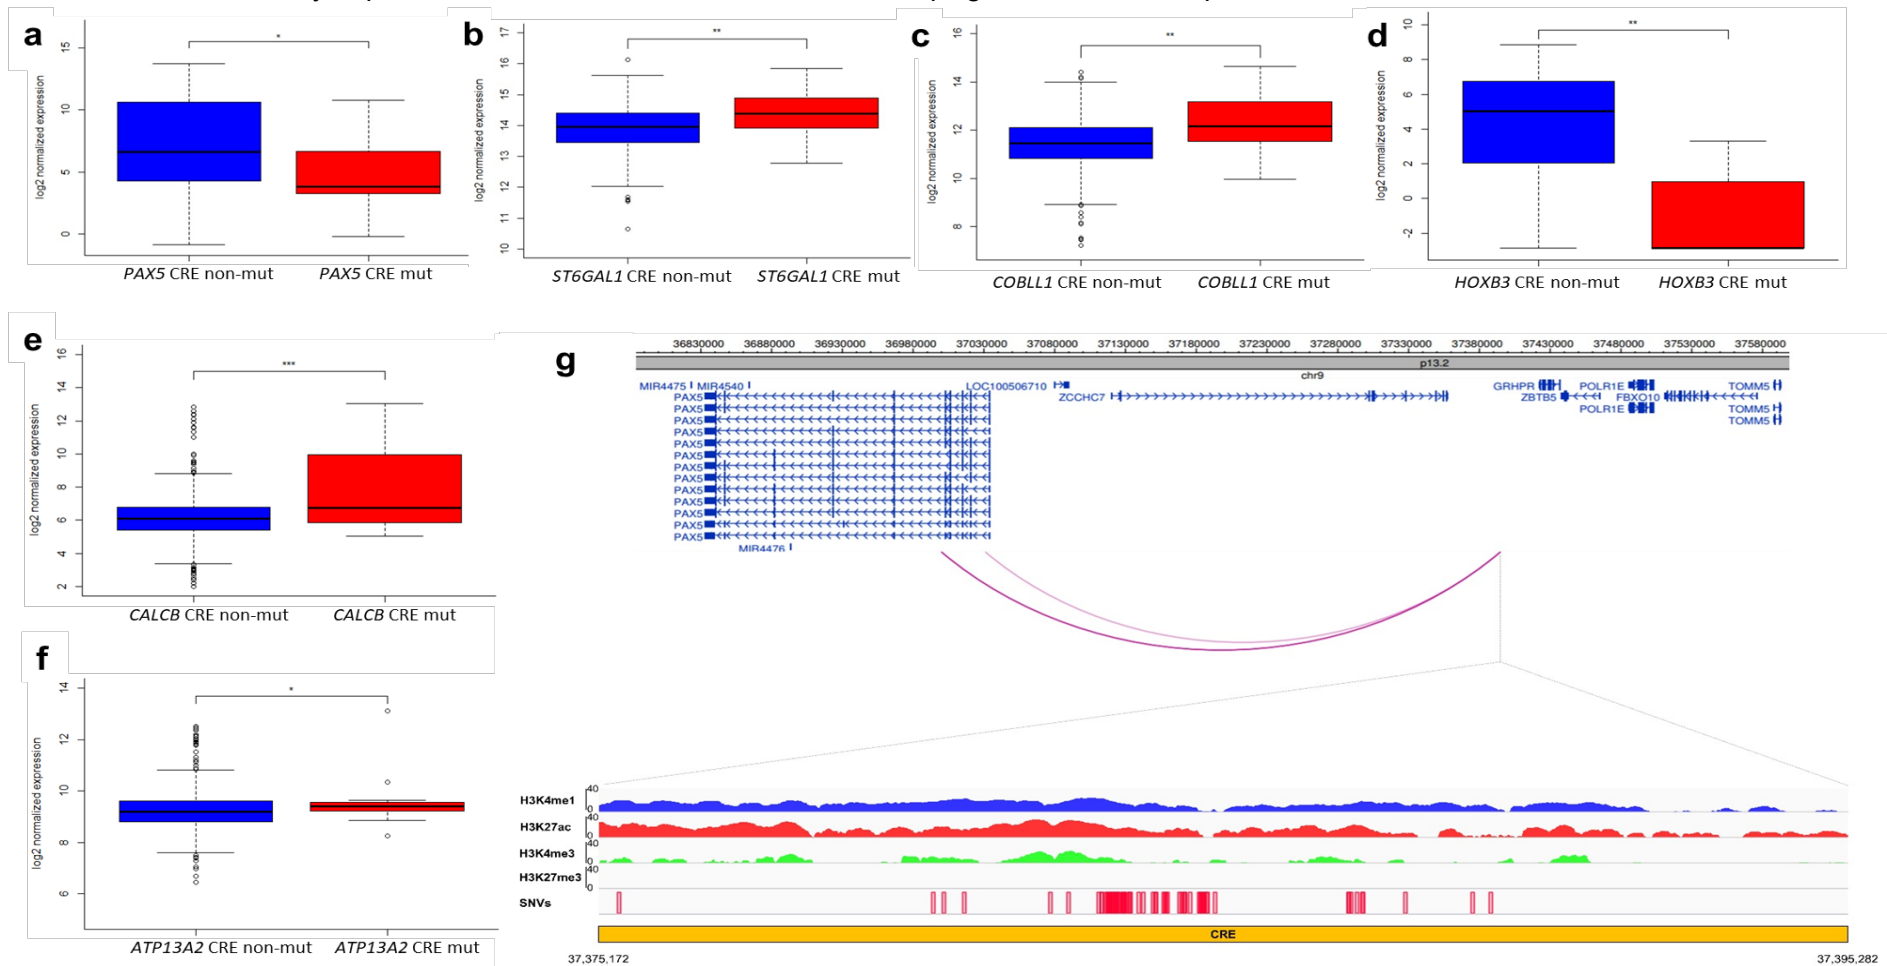 a
*
log2 normalized expression
15
10
5
0
PAX5 CRE non-mut PAX5 CRE mut
b
**
log2 normalized expression
17
16
15
14
13
12
11
10
ST6GAL1 CRE non-mut ST6GAL1 CRE mut
c
**
log2 normalized expression
16
14
12
10
8
COBLL1 CRE non-mut COBLL1 CRE mut
d
**
log2 normalized expression
10
8
6
4
2
0
-2
HOXB3 CRE non-mut HOXB3 CRE mut
e
***
log2 normalized expression
16
14
12
10
8
6
4
2
CALCB CRE non-mut CALCB CRE mut
f
*
log2 normalized expression
14
12
10
8
6
ATP13A2 CRE non-mut ATP13A2 CRE mut
g
36830000 36880000 36930000 36980000 37030000 37080000 37130000 37180000 37230000 37280000 37330000 37380000 37430000 37480000 37530000 37580000
p13.2
chr9
MIR4475 MIR4540 LOC100506710 GRHPR POLR1E TOMM5
PAX5 ZCCHC7 ZBTB5 FBXO10
PAX5 POLR1E TOMM5
PAX5 TOMM5
PAX5
PAX5
PAX5
PAX5
PAX5
PAX5
PAX5
PAX5
PAX5
PAX5
MIR4476
H3K4me1 40 0
H3K27ac 40 0
H3K4me3 40 0
H3K27me3 40 0
SNVs
CRE
37,375,172 37,395,282